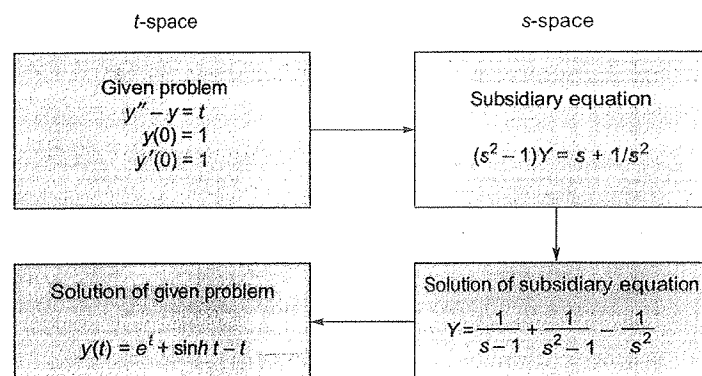 t-space
s-space
Given problem
y″ – y = t
y(0) = 1
y′(0) = 1
Subsidiary equation
(s² – 1)Y = s + 1/s²
Solution of given problem
y(t) = eᵗ + sinh t – t
Solution of subsidiary equation
Y = 1/(s – 1) + 1/(s² – 1) – 1/s²